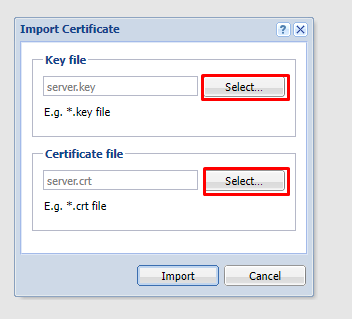 Import Certificate ?
Key file
server.key Select...
E.g. *.key file
Certificate file
server.crt Select...
E.g. *.crt file
Import Cancel